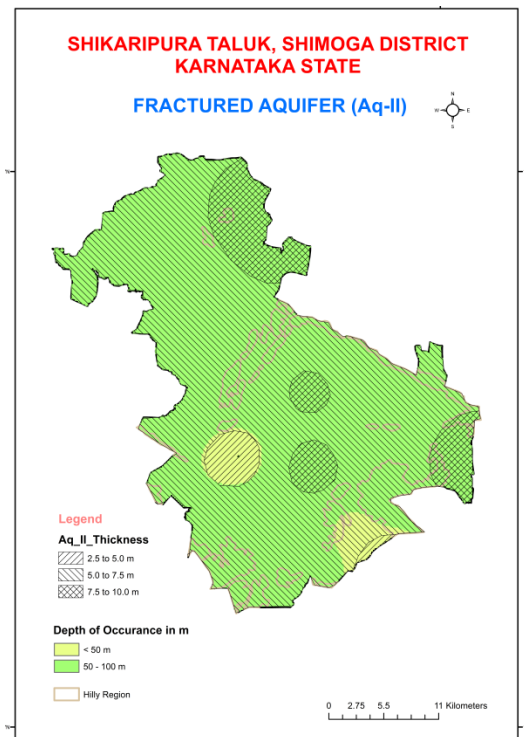 SHIKARIPURA TALUK, SHIMOGA DISTRICT
KARNATAKA STATE
FRACTURED AQUIFER (Aq-II)
N
W E
S
Legend
Aq_II_Thickness
2.5 to 5.0 m
5.0 to 7.5 m
7.5 to 10.0 m
Depth of Occurance in m
< 50 m
50 - 100 m
Hilly Region
0 2.75 5.5 11 Kilometers